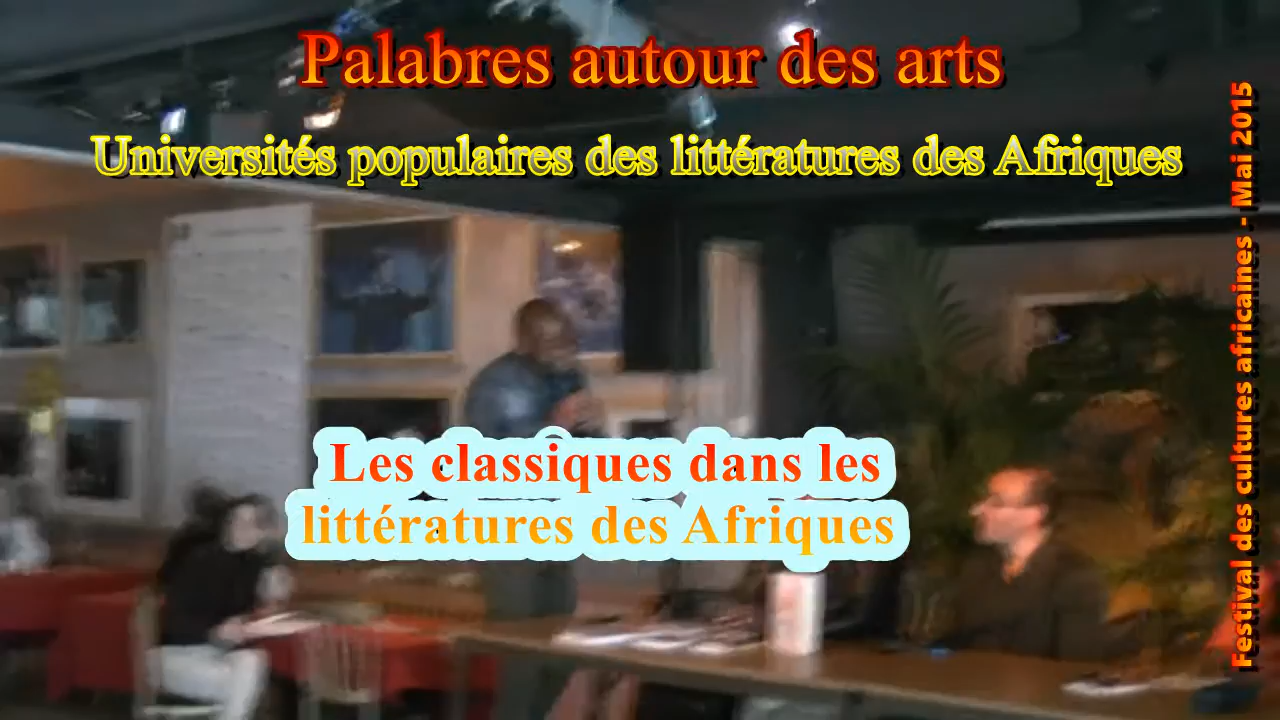 Palabres autour des arts
Universités populaires des littératures des Afriques
Les classiques dans les
littératures des Afriques
Festival des cultures africaines - Mai 2015